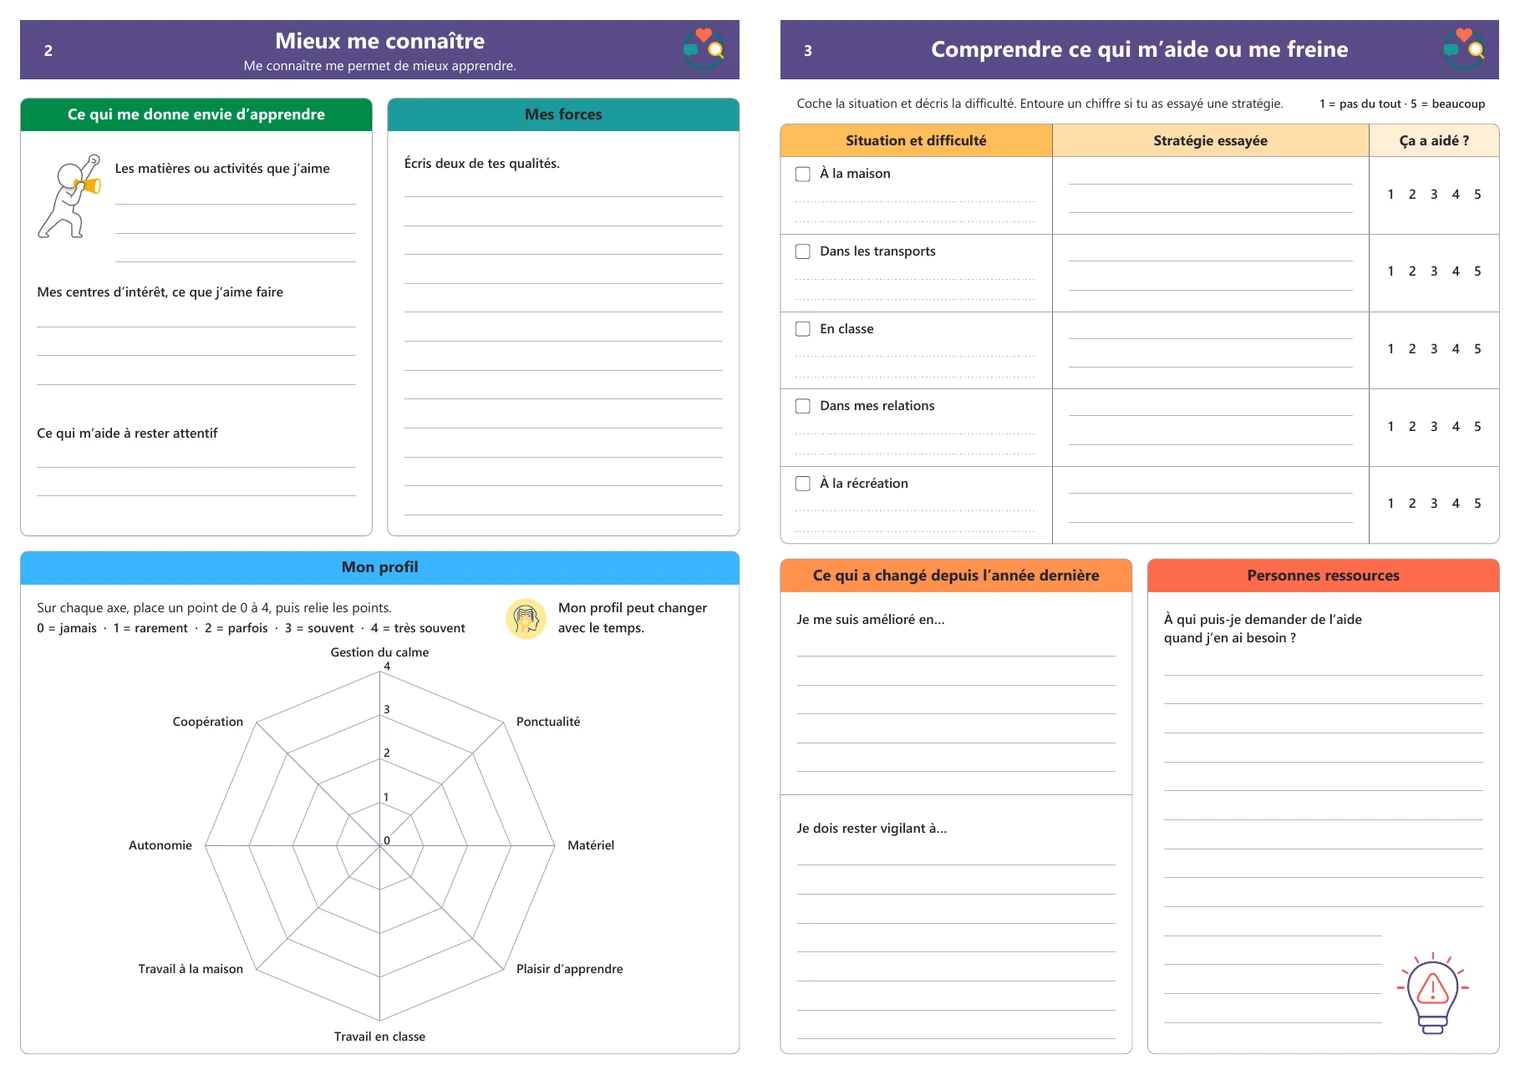 2
Mieux me connaître
Me connaître me permet de mieux apprendre.
Ce qui me donne envie d’apprendre
Les matières ou activités que j’aime
Mes centres d’intérêt, ce que j’aime faire
Ce qui m’aide à rester attentif
Mes forces
Écris deux de tes qualités.
Mon profil
Sur chaque axe, place un point de 0 à 4, puis relie les points.
0 = jamais · 1 = rarement · 2 = parfois · 3 = souvent · 4 = très souvent
Mon profil peut changer
avec le temps.
Gestion du calme
4
3
2
1
0
Coopération
Ponctualité
Autonomie
Matériel
Travail à la maison
Plaisir d’apprendre
Travail en classe
3
Comprendre ce qui m’aide ou me freine
Coche la situation et décris la difficulté. Entoure un chiffre si tu as essayé une stratégie.
1 = pas du tout · 5 = beaucoup
Situation et difficulté
Stratégie essayée
Ça a aidé ?
À la maison
1 2 3 4 5
Dans les transports
1 2 3 4 5
En classe
1 2 3 4 5
Dans mes relations
1 2 3 4 5
À la récréation
1 2 3 4 5
Ce qui a changé depuis l’année dernière
Je me suis amélioré en...
Je dois rester vigilant à...
Personnes ressources
À qui puis-je demander de l’aide
quand j’en ai besoin ?